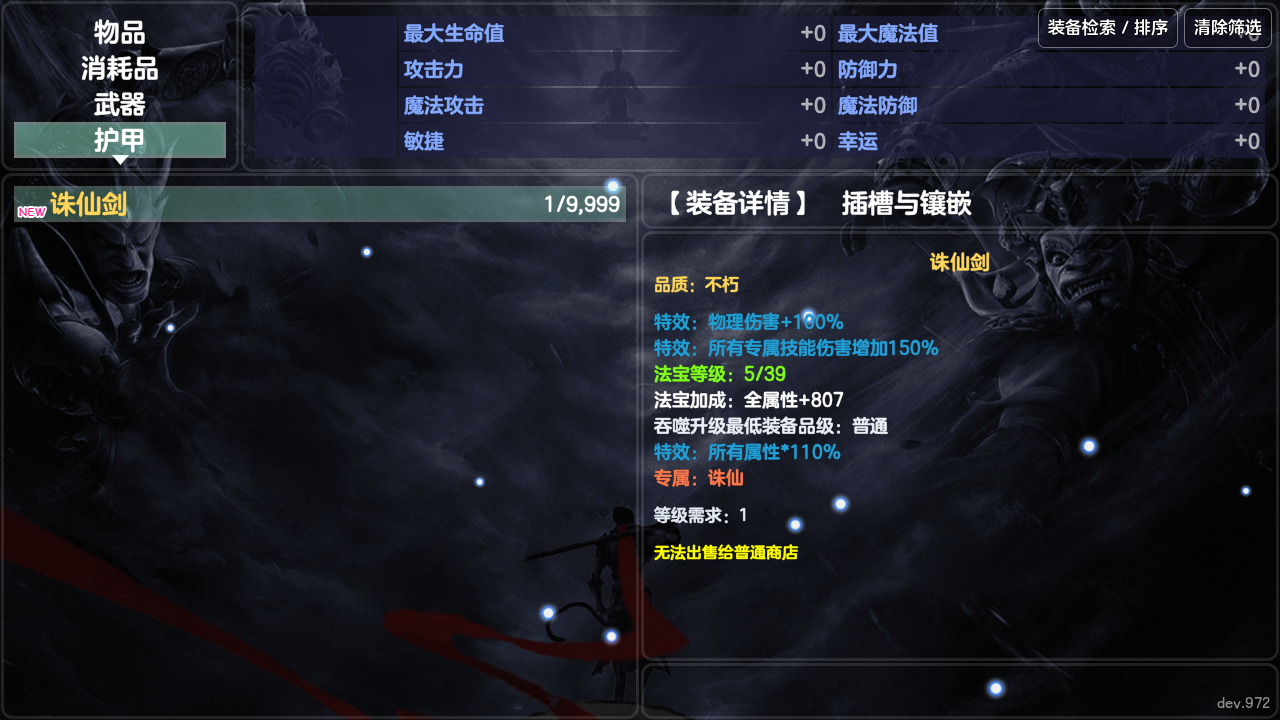 物品
消耗品
武器
护甲
最大生命值 +0 最大魔法值
攻击力 +0 防御力 +0
魔法攻击 +0 魔法防御 +0
敏捷 +0 幸运 +0
装备检索 / 排序 清除筛选
NEW 诛仙剑 1/9,999
【装备详情】 插槽与镶嵌
诛仙剑
品质：不朽
特效：物理伤害+100%
特效：所有专属技能伤害增加150%
法宝等级：5/39
法宝加成：全属性+807
吞噬升级最低装备品级：普通
特效：所有属性*110%
专属：诛仙
等级需求：1
无法出售给普通商店
dev.972